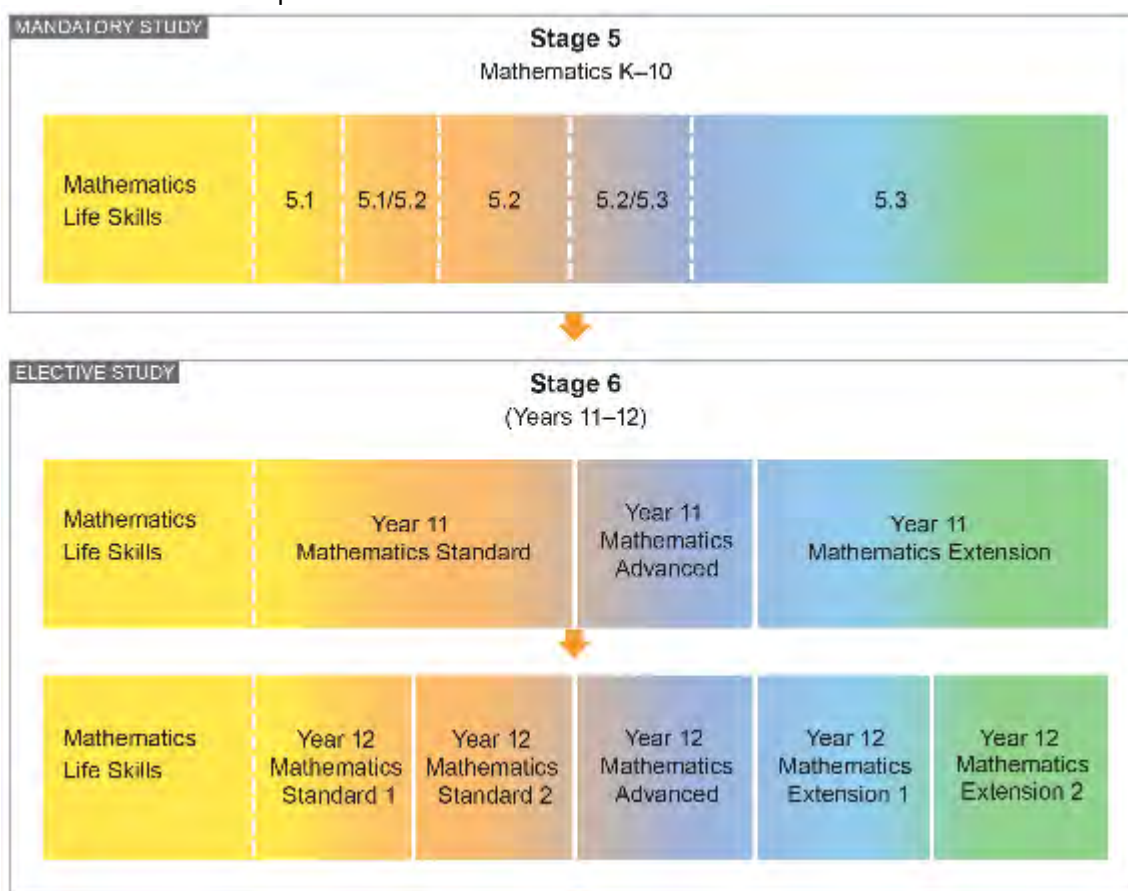 MANDATORY STUDY
Stage 5
Mathematics K–10
Mathematics
Life Skills
5.1
5.1/5.2
5.2
5.2/5.3
5.3
ELECTIVE STUDY
Stage 6
(Years 11–12)
Mathematics
Life Skills
Year 11
Mathematics Standard
Year 11
Mathematics
Advanced
Year 11
Mathematics Extension
Mathematics
Life Skills
Year 12
Mathematics
Standard 1
Year 12
Mathematics
Standard 2
Year 12
Mathematics
Advanced
Year 12
Mathematics
Extension 1
Year 12
Mathematics
Extension 2